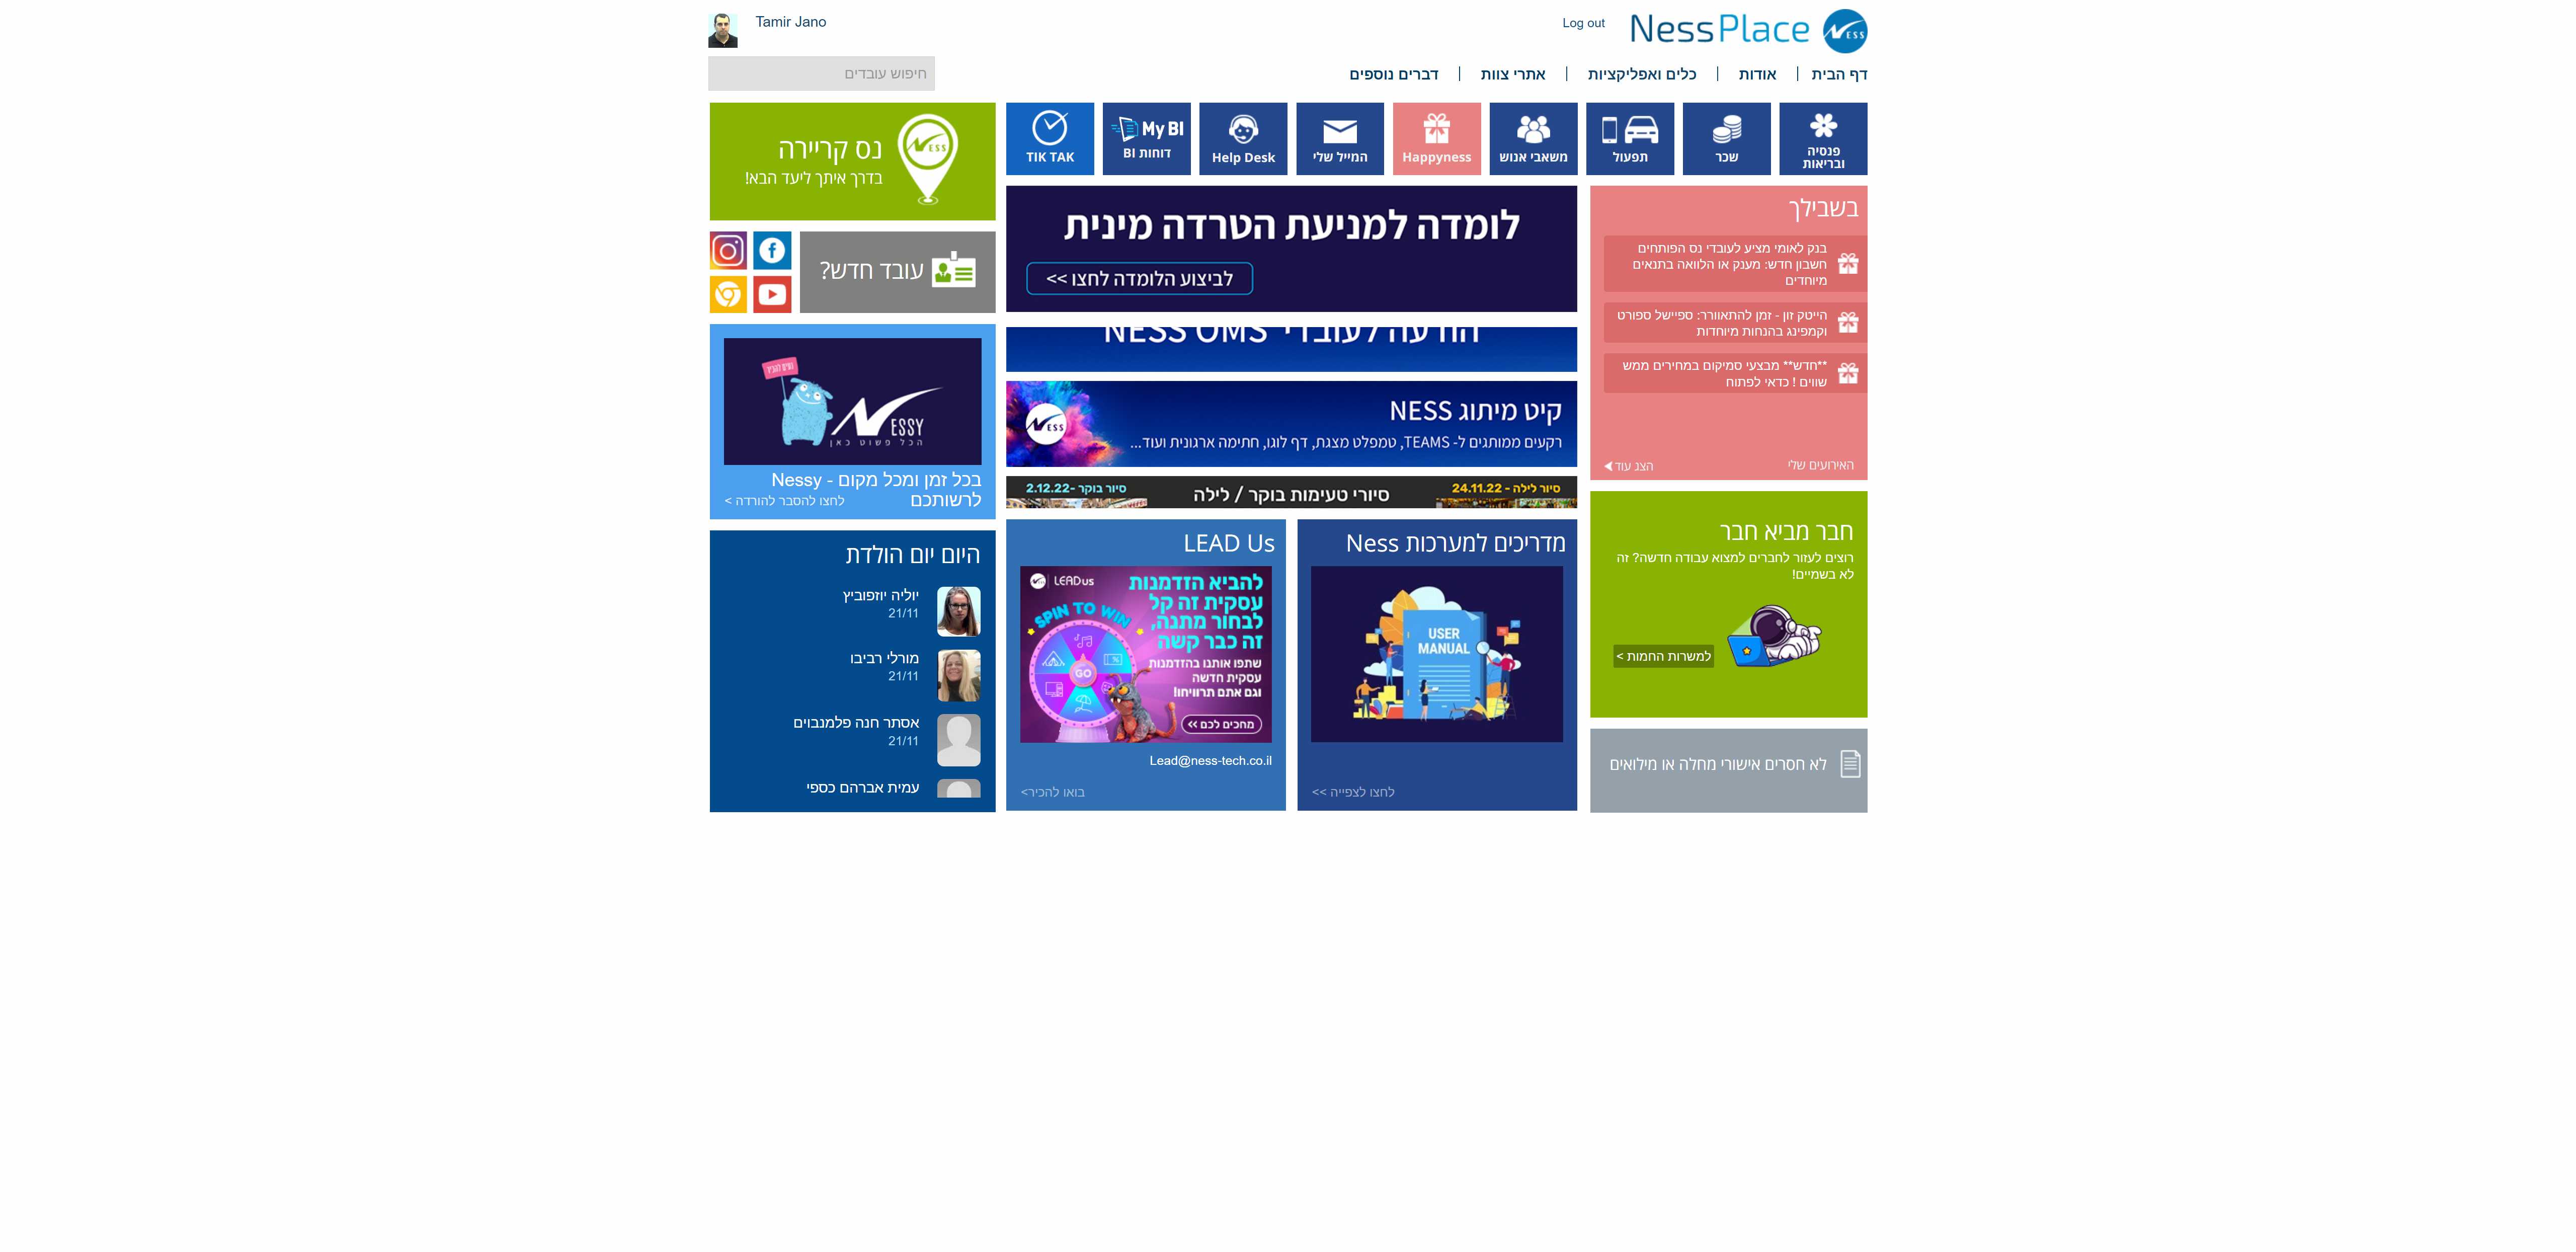 Tamir Jano
Log out
NessPlace
NESS
חיפוש עובדים
דף הבית
אודות
כלים ואפליקציות
אתרי צוות
דברים נוספים
פנסיה
ובריאות
שכר
תפעול
משאבי אנוש
Happyness
המייל שלי
Help Desk
My BI
דוחות BI
TIK TAK
בשבילך
בנק לאומי מציע לעובדי נס הפותחים
חשבון חדש: מענק או הלוואה בתנאים
מיוחדים
הייטק זון - זמן להתאוורר: ספיישל ספורט
וקמפינג בהנחות מיוחדות
**חדש** מבצעי סמיקום במחירים ממש
שווים ! כדאי לפתוח
האירועים שלי
הצג עוד
חבר מביא חבר
רוצים לעזור לחברים למצוא עבודה חדשה? זה
לא בשמיים!
למשרות החמות >
לא חסרים אישורי מחלה או מילואים
לומדה למניעת הטרדה מינית
לביצוע הלומדה לחצו >>
הודעה לעובדי NESS OMS
קיט מיתוג NESS
רקעים ממותגים ל- TEAMS, טמפלט מצגת, דף לוגו, חתימה ארגונית ועוד...
NESS
סיור לילה - 24.11.22
סיורי טעימות בוקר / לילה
סיור בוקר -2.12.22
מדריכים למערכות Ness
USER
MANUAL
לחצו לצפייה >>
LEAD Us
LEADus
להביא הזדמנות
עסקית זה קל
לבחור מתנה,
זה כבר קשה
SPIN TO WIN
GO
שתפו אותנו בהזדמנות
עסקית חדשה
וגם אתם תרוויחו!
מחכים לכם >>
Lead@ness-tech.co.il
בואו להכיר>
נס קריירה
בדרך איתך ליעד הבא!
NESS
עובד חדש?
NESSY
הכל פשוט כאן
בכל זמן ומכל מקום - Nessy
לרשותכם
לחצו להסבר להורדה >
היום יום הולדת
יוליה יוזפוביץ
21/11
מורלי רביבו
21/11
אסתר חנה פלמנבוים
21/11
עמית אברהם כספי